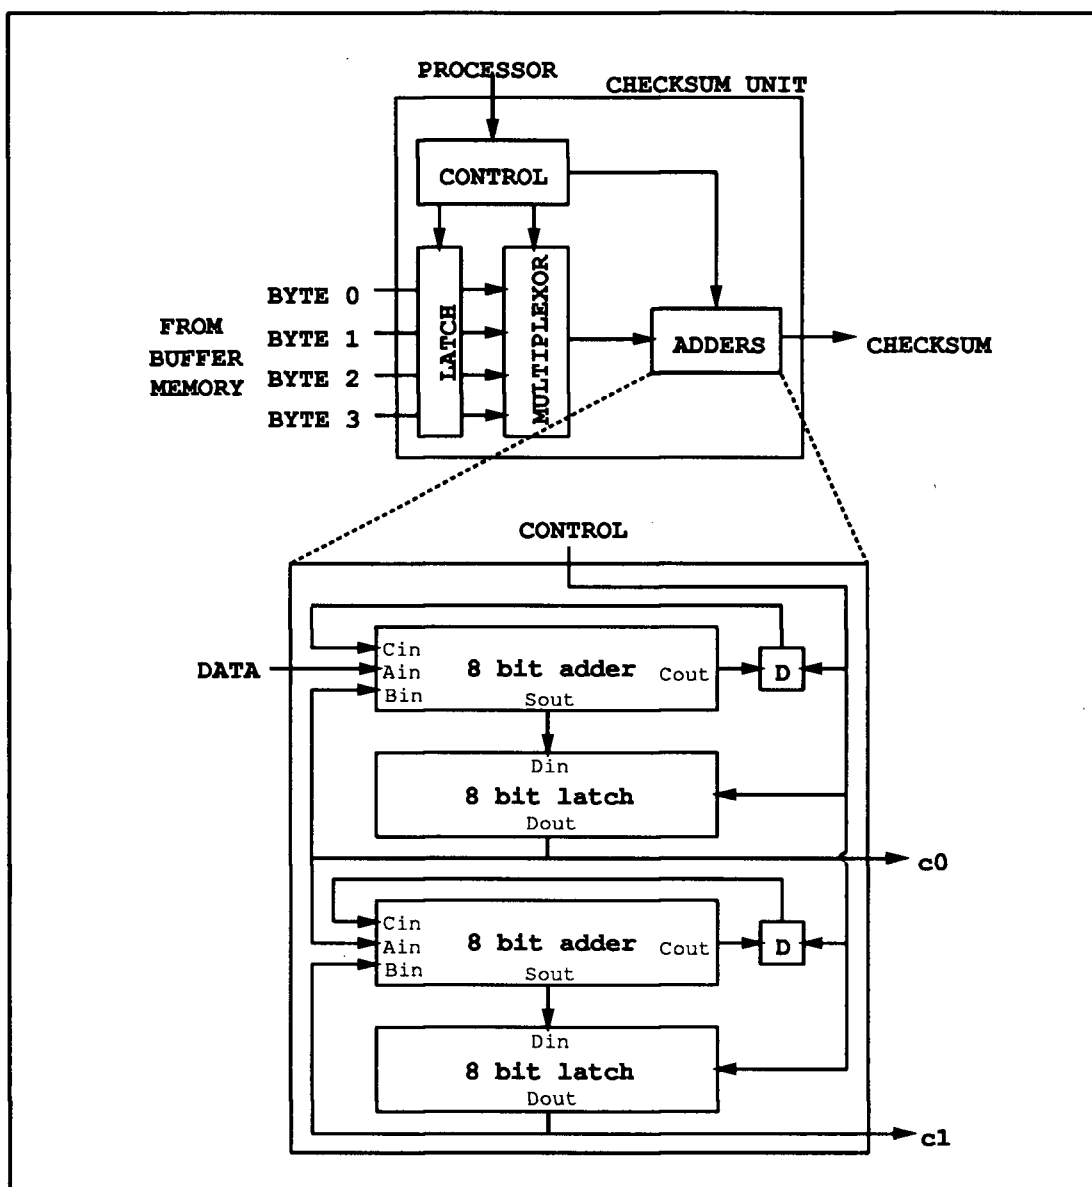 PROCESSOR
CHECKSUM UNIT
CONTROL
LATCH
MULTIPLEXOR
FROM
BUFFER
MEMORY
BYTE 0
BYTE 1
BYTE 2
BYTE 3
ADDERS
CHECKSUM
CONTROL
DATA
Cin
Ain
Bin
8 bit adder
Cout
Sout
D
Din
8 bit latch
Dout
c0
Cin
Ain
Bin
8 bit adder
Cout
Sout
D
Din
8 bit latch
Dout
c1